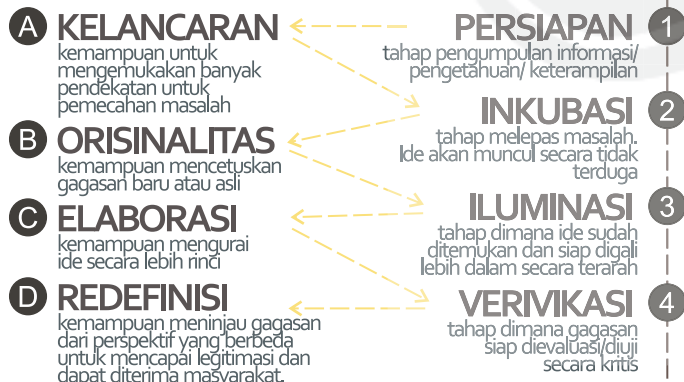 A KELANCARAN
kemampuan untuk
mengemukakan banyak
pendekatan untuk
pemecahan masalah
B ORISINALITAS
kemampuan mencetuskan
gagasan baru atau asli
C ELABORASI
kemampuan mengurai
ide secara lebih rinci
D REDEFINISI
kemampuan meninjau gagasan
dari perspektif yang berbeda
untuk mencapai legitimasi dan
dapat diterima masyarakat.
PERSIAPAN 1
tahap pengumpulan informasi/
pengetahuan/ keterampilan
INKUBASI 2
tahap melepas masalah.
Ide akan muncul secara tidak
terduga
ILUMINASI 3
tahap dimana ide sudah
ditemukan dan siap digali
lebih dalam secara terarah
VERIVIKASI 4
tahap dimana gagasan
siap dievaluasi/diuji
secara kritis